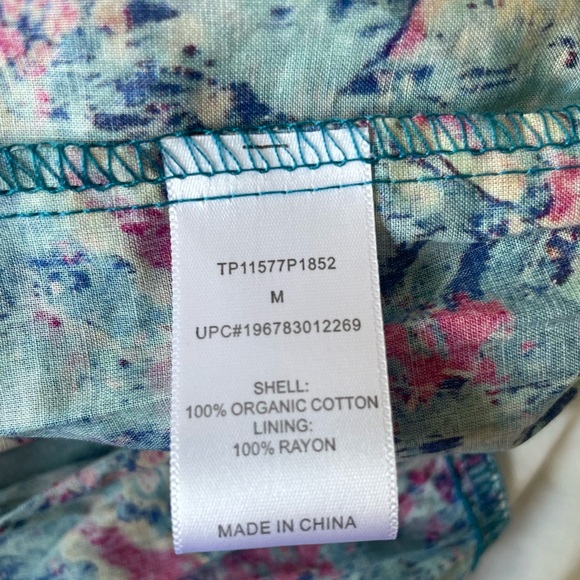 TP11577P1852
M
UPC#196783012269
SHELL:
100% ORGANIC COTTON
LINING:
100% RAYON
MADE IN CHINA